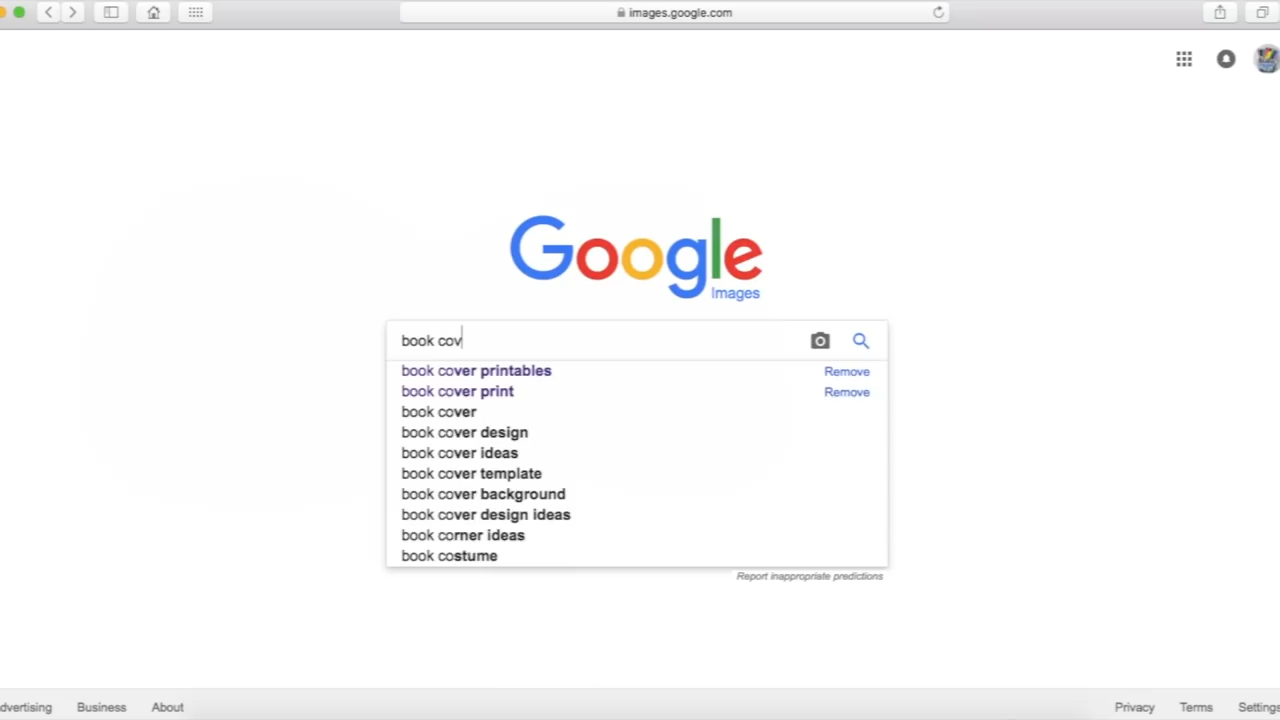 images.google.com
Google
Images
book cov
book cover printables Remove
book cover print Remove
book cover
book cover design
book cover ideas
book cover template
book cover background
book cover design ideas
book corner ideas
book costume
Report inappropriate predictions
dvertising Business About Privacy Terms Settings